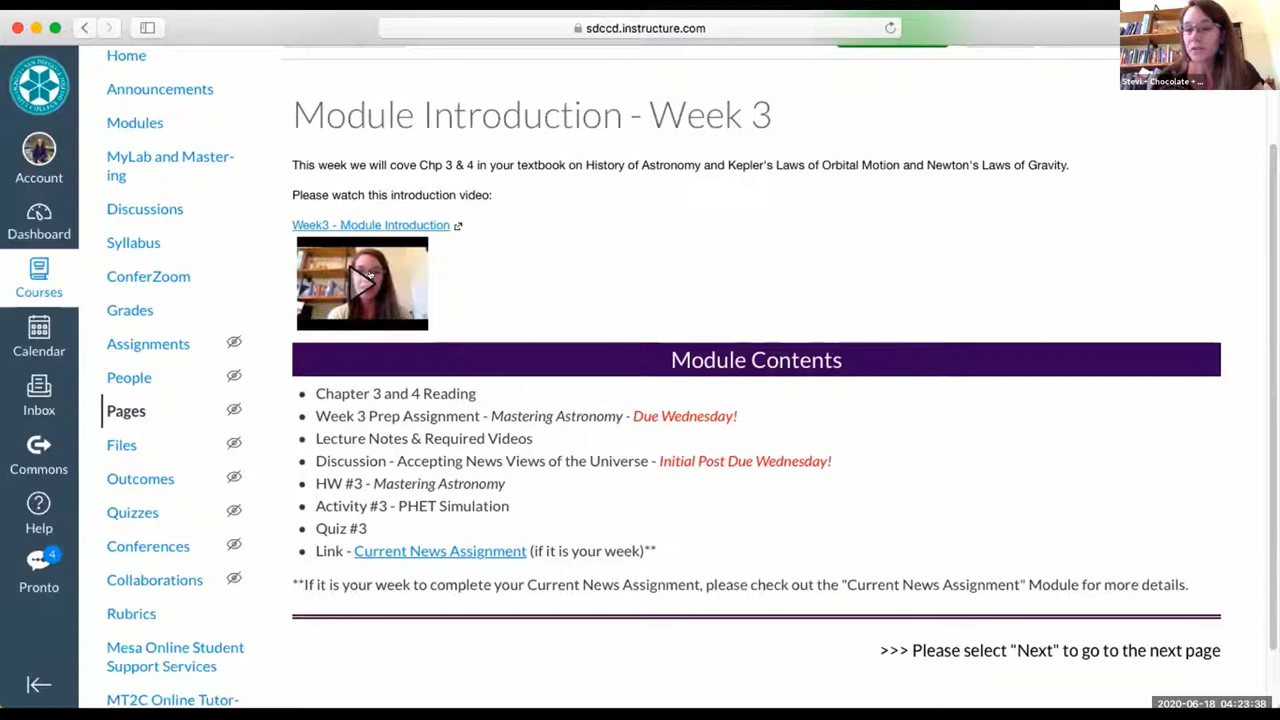 sdccd.instructure.com
Stevi + Chocolate + ...
Account
Dashboard
Courses
Calendar
Inbox
Commons
Help
4
Pronto
Home
Announcements
Modules
MyLab and Master-
ing
Discussions
Syllabus
ConferZoom
Grades
Assignments
People
Pages
Files
Outcomes
Quizzes
Conferences
Collaborations
Rubrics
Mesa Online Student
Support Services
MT2C Online Tutor-
Module Introduction - Week 3
This week we will cove Chp 3 & 4 in your textbook on History of Astronomy and Kepler's Laws of Orbital Motion and Newton's Laws of Gravity.
Please watch this introduction video:
Week3 - Module Introduction
Module Contents
• Chapter 3 and 4 Reading
• Week 3 Prep Assignment - Mastering Astronomy - Due Wednesday!
• Lecture Notes & Required Videos
• Discussion - Accepting News Views of the Universe - Initial Post Due Wednesday!
• HW #3 - Mastering Astronomy
• Activity #3 - PHET Simulation
• Quiz #3
• Link - Current News Assignment (if it is your week)**
**If it is your week to complete your Current News Assignment, please check out the "Current News Assignment" Module for more details.
>>> Please select "Next" to go to the next page
2020-06-18 04:23:38